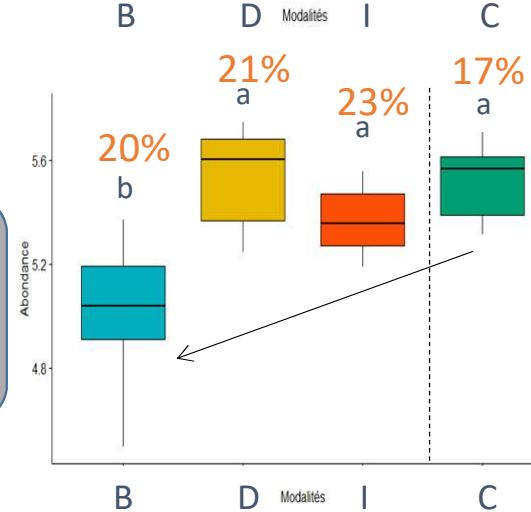 B D Modalités I C
21% 17%
a 23% a
20% a
b
Abondance
5.6
5.2
4.8
B D Modalités I C